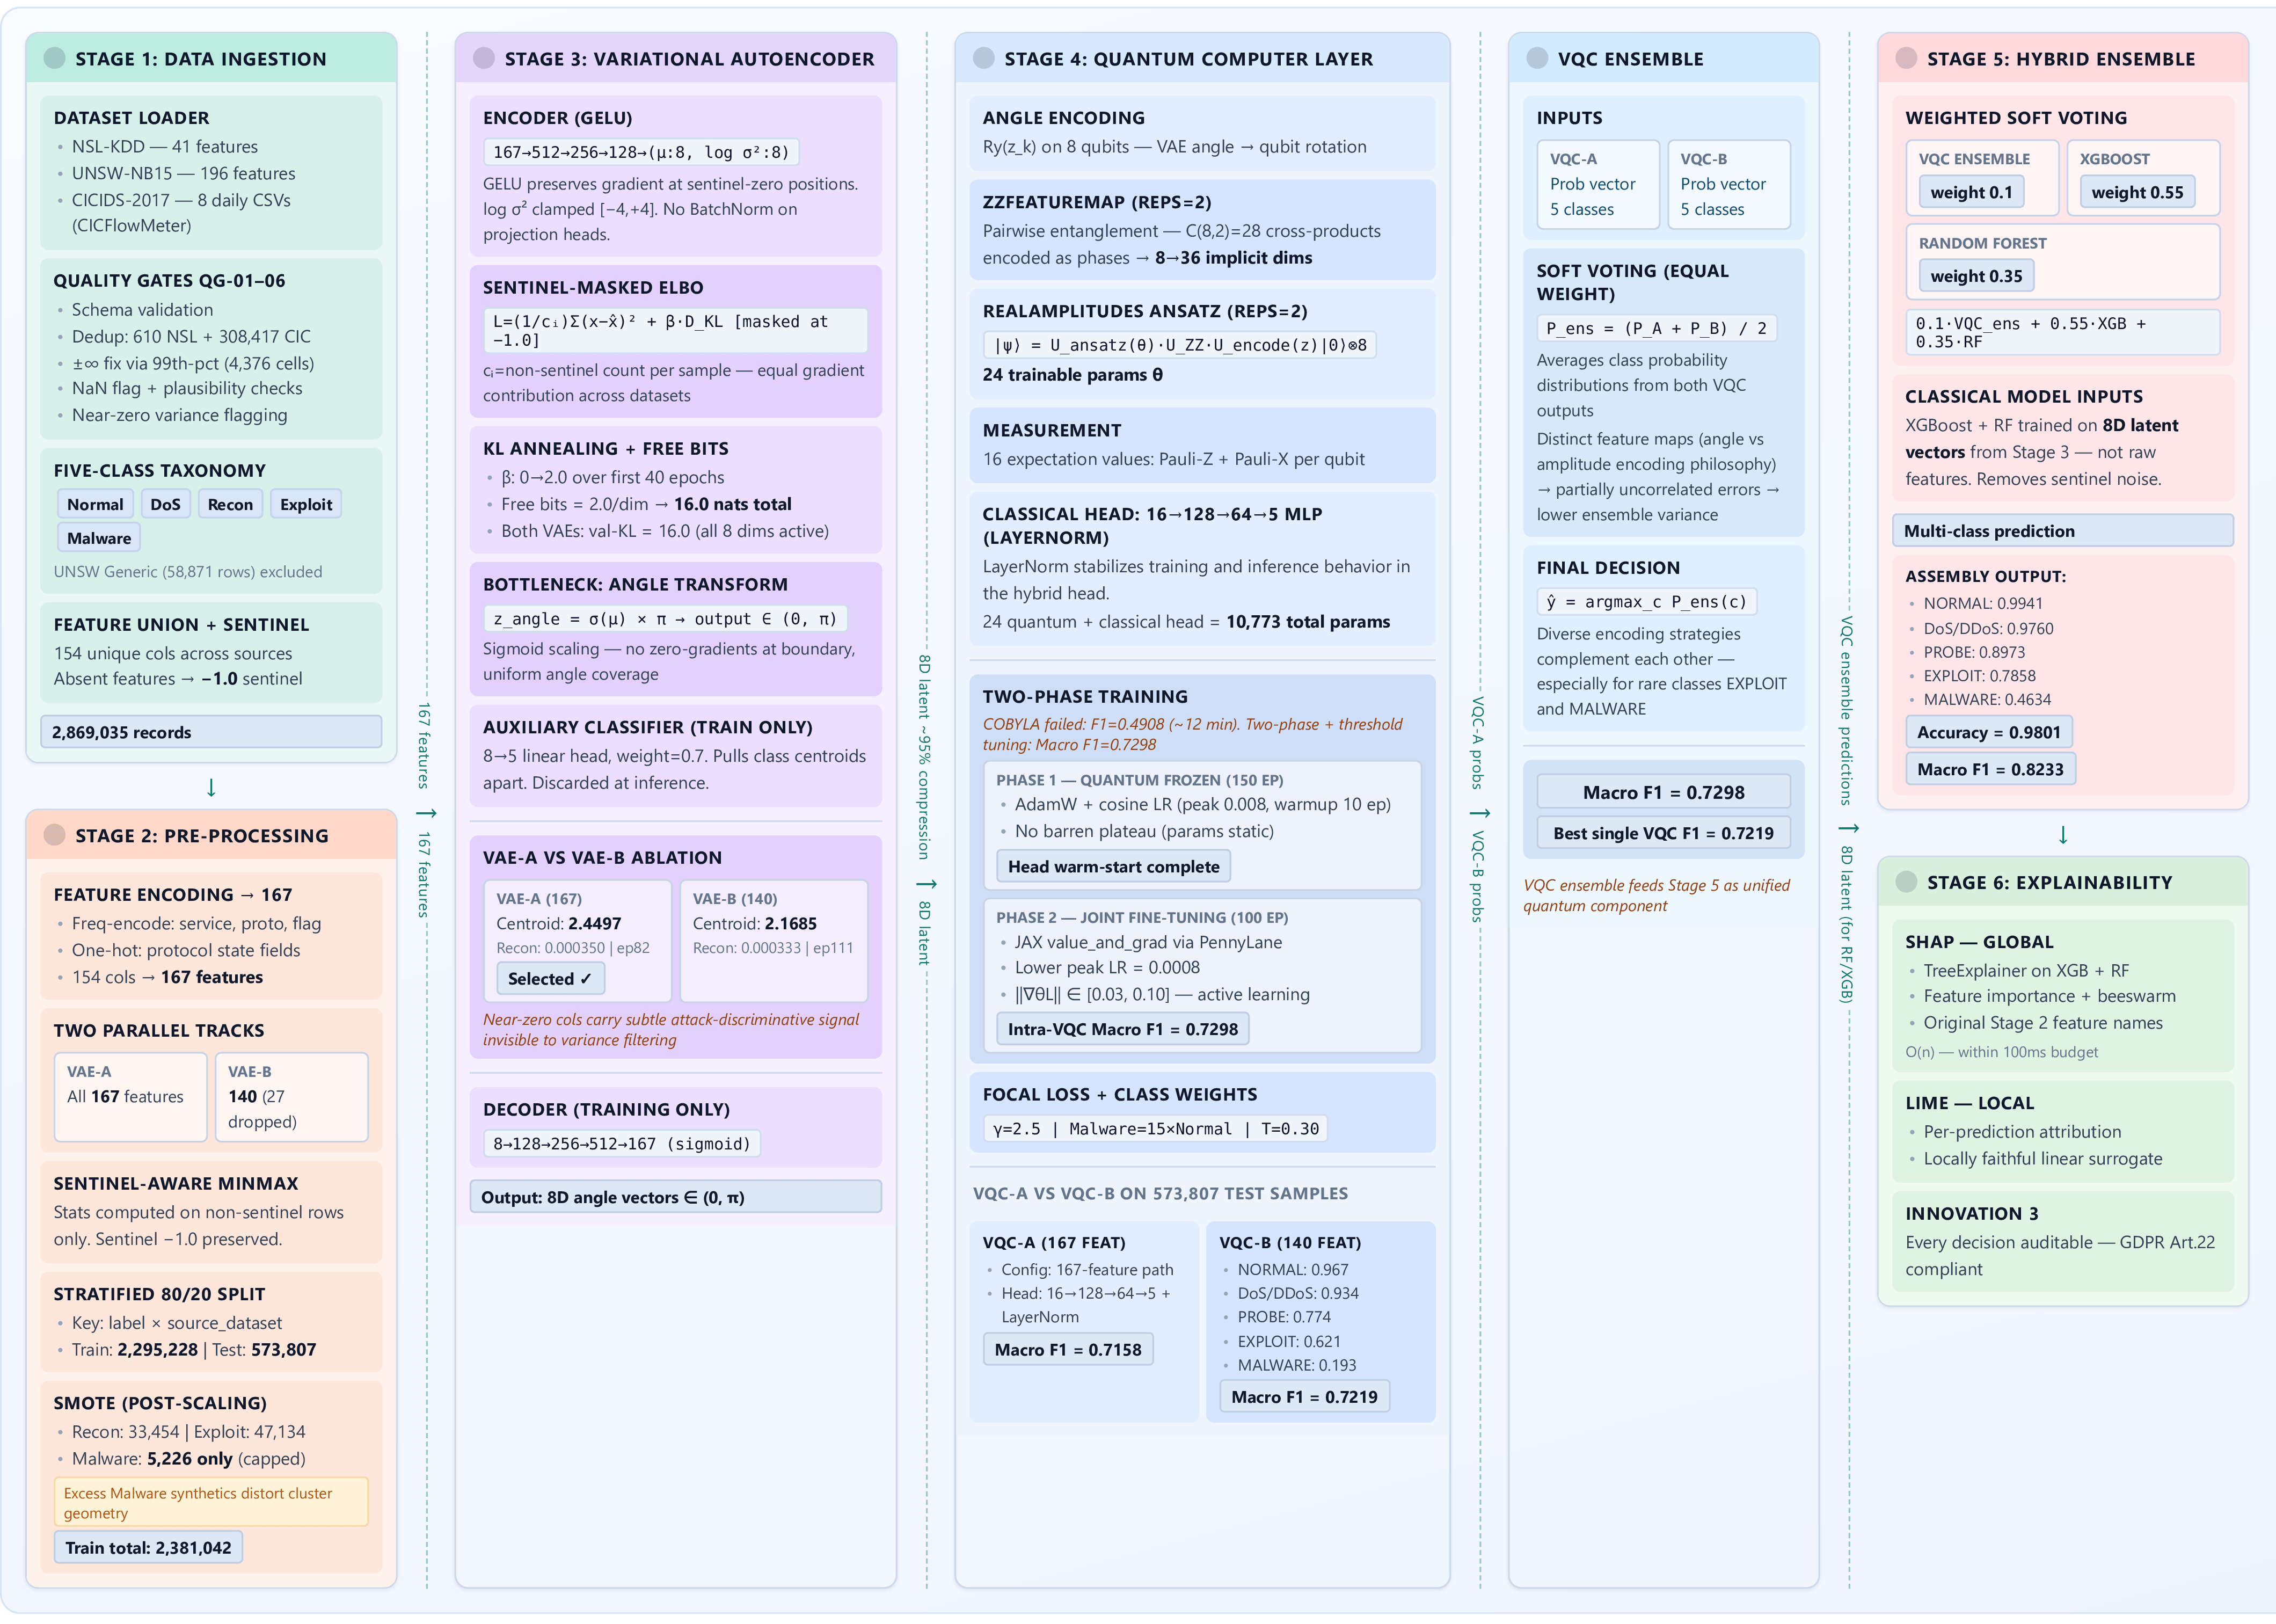 STAGE 1: DATA INGESTION
DATASET LOADER
• NSL-KDD — 41 features
• UNSW-NB15 — 196 features
• CICIDS-2017 — 8 daily CSVs
(CICFlowMeter)
QUALITY GATES QG-01–06
• Schema validation
• Dedup: 610 NSL + 308,417 CIC
• ±∞ fix via 99th-pct (4,376 cells)
• NaN flag + plausibility checks
• Near-zero variance flagging
FIVE-CLASS TAXONOMY
Normal DoS Recon Exploit
Malware
UNSW Generic (58,871 rows) excluded
FEATURE UNION + SENTINEL
154 unique cols across sources
Absent features → −1.0 sentinel
2,869,035 records
↓
STAGE 2: PRE-PROCESSING
FEATURE ENCODING → 167
• Freq-encode: service, proto, flag
• One-hot: protocol state fields
• 154 cols → 167 features
TWO PARALLEL TRACKS
VAE-A
All 167 features
VAE-B
140 (27
dropped)
SENTINEL-AWARE MINMAX
Stats computed on non-sentinel rows
only. Sentinel −1.0 preserved.
STRATIFIED 80/20 SPLIT
• Key: label × source_dataset
• Train: 2,295,228 | Test: 573,807
SMOTE (POST-SCALING)
• Recon: 33,454 | Exploit: 47,134
• Malware: 5,226 only (capped)
Excess Malware synthetics distort cluster
geometry
Train total: 2,381,042
167 features → 167 features
STAGE 3: VARIATIONAL AUTOENCODER
ENCODER (GELU)
167→512→256→128→(μ:8, log σ²:8)
GELU preserves gradient at sentinel-zero positions.
log σ² clamped [−4,+4]. No BatchNorm on
projection heads.
SENTINEL-MASKED ELBO
L=(1/cᵢ)Σ(x−x̂)² + β·D_KL [masked at
−1.0]
cᵢ=non-sentinel count per sample — equal gradient
contribution across datasets
KL ANNEALING + FREE BITS
• β: 0→2.0 over first 40 epochs
• Free bits = 2.0/dim → 16.0 nats total
• Both VAEs: val-KL = 16.0 (all 8 dims active)
BOTTLENECK: ANGLE TRANSFORM
z_angle = σ(μ) × π → output ∈ (0, π)
Sigmoid scaling — no zero-gradients at boundary,
uniform angle coverage
AUXILIARY CLASSIFIER (TRAIN ONLY)
8→5 linear head, weight=0.7. Pulls class centroids
apart. Discarded at inference.
VAE-A VS VAE-B ABLATION
VAE-A (167)
Centroid: 2.4497
Recon: 0.000350 | ep82
Selected ✓
VAE-B (140)
Centroid: 2.1685
Recon: 0.000333 | ep111
Near-zero cols carry subtle attack-discriminative signal
invisible to variance filtering
DECODER (TRAINING ONLY)
8→128→256→512→167 (sigmoid)
Output: 8D angle vectors ∈ (0, π)
8D latent ~95% compression → 8D latent
STAGE 4: QUANTUM COMPUTER LAYER
ANGLE ENCODING
Ry(z_k) on 8 qubits — VAE angle → qubit rotation
ZZFEATUREMAP (REPS=2)
Pairwise entanglement — C(8,2)=28 cross-products
encoded as phases → 8→36 implicit dims
REALAMPLITUDES ANSATZ (REPS=2)
|ψ⟩ = U_ansatz(θ)·U_ZZ·U_encode(z)|0⟩⊗8
24 trainable params θ
MEASUREMENT
16 expectation values: Pauli-Z + Pauli-X per qubit
CLASSICAL HEAD: 16→128→64→5 MLP
(LAYERNORM)
LayerNorm stabilizes training and inference behavior in
the hybrid head.
24 quantum + classical head = 10,773 total params
TWO-PHASE TRAINING
COBYLA failed: F1=0.4908 (~12 min). Two-phase + threshold
tuning: Macro F1=0.7298
PHASE 1 — QUANTUM FROZEN (150 EP)
• AdamW + cosine LR (peak 0.008, warmup 10 ep)
• No barren plateau (params static)
Head warm-start complete
PHASE 2 — JOINT FINE-TUNING (100 EP)
• JAX value_and_grad via PennyLane
• Lower peak LR = 0.0008
• ‖∇θL‖ ∈ [0.03, 0.10] — active learning
Intra-VQC Macro F1 = 0.7298
FOCAL LOSS + CLASS WEIGHTS
γ=2.5 | Malware=15×Normal | T=0.30
VQC-A VS VQC-B ON 573,807 TEST SAMPLES
VQC-A (167 FEAT)
• Config: 167-feature path
• Head: 16→128→64→5 +
LayerNorm
Macro F1 = 0.7158
VQC-B (140 FEAT)
• NORMAL: 0.967
• DoS/DDoS: 0.934
• PROBE: 0.774
• EXPLOIT: 0.621
• MALWARE: 0.193
Macro F1 = 0.7219
VQC-A probs → VQC-B probs
VQC ENSEMBLE
INPUTS
VQC-A
Prob vector
5 classes
VQC-B
Prob vector
5 classes
SOFT VOTING (EQUAL
WEIGHT)
P_ens = (P_A + P_B) / 2
Averages class probability
distributions from both VQC
outputs
Distinct feature maps (angle vs
amplitude encoding philosophy)
→ partially uncorrelated errors →
lower ensemble variance
FINAL DECISION
ŷ = argmax_c P_ens(c)
Diverse encoding strategies
complement each other —
especially for rare classes EXPLOIT
and MALWARE
Macro F1 = 0.7298
Best single VQC F1 = 0.7219
VQC ensemble feeds Stage 5 as unified
quantum component
VQC ensemble predictions → 8D latent (for RF/XGB)
STAGE 5: HYBRID ENSEMBLE
WEIGHTED SOFT VOTING
VQC ENSEMBLE
weight 0.1
XGBOOST
weight 0.55
RANDOM FOREST
weight 0.35
0.1·VQC_ens + 0.55·XGB +
0.35·RF
CLASSICAL MODEL INPUTS
XGBoost + RF trained on 8D latent
vectors from Stage 3 — not raw
features. Removes sentinel noise.
Multi-class prediction
ASSEMBLY OUTPUT:
• NORMAL: 0.9941
• DoS/DDoS: 0.9760
• PROBE: 0.8973
• EXPLOIT: 0.7858
• MALWARE: 0.4634
Accuracy = 0.9801
Macro F1 = 0.8233
↓
STAGE 6: EXPLAINABILITY
SHAP — GLOBAL
• TreeExplainer on XGB + RF
• Feature importance + beeswarm
• Original Stage 2 feature names
O(n) — within 100ms budget
LIME — LOCAL
• Per-prediction attribution
• Locally faithful linear surrogate
INNOVATION 3
Every decision auditable — GDPR Art.22
compliant